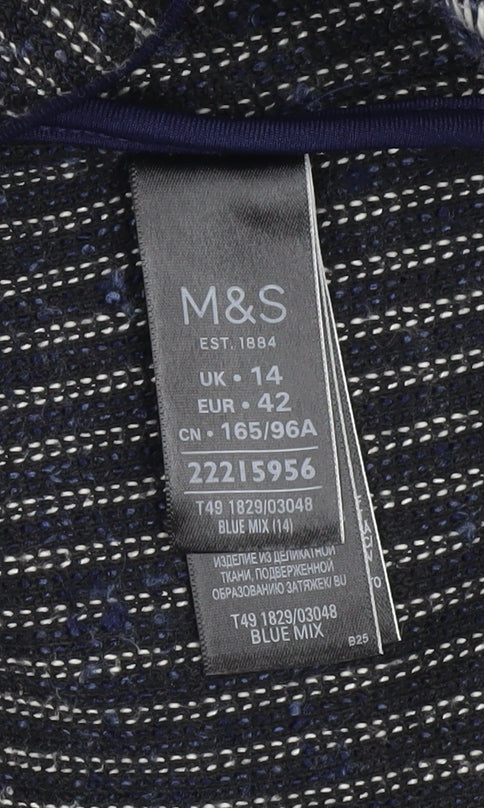 M&S
EST. 1884
UK • 14
EUR • 42
CN • 165/96A
22215956
T49 1829/03048
BLUE MIX (14)
ИЗДЕЛИЕ ИЗ ДЕЛИКАТНОЙ
ТКАНИ, ПОДВЕРЖЕННОЙ
ОБРАЗОВАНИЮ ЗАТЯЖЕК/ BU
T49 1829/03048
BLUE MIX
B25